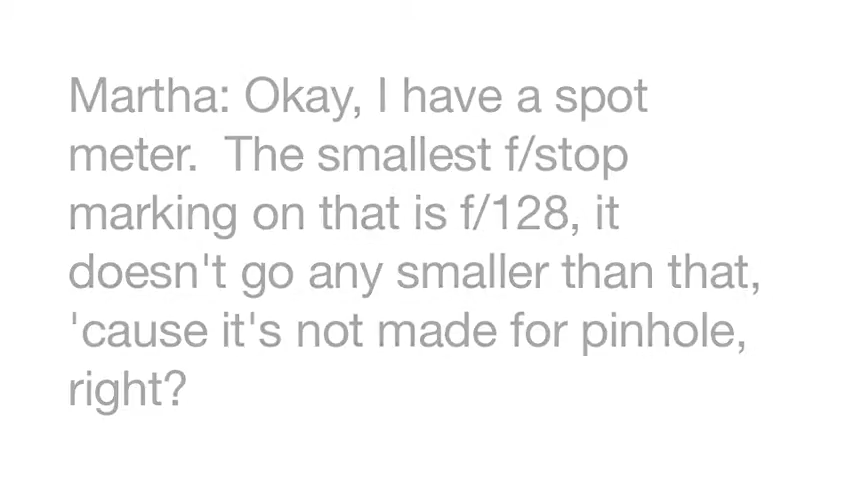 Martha: Okay, I have a spot
meter.  The smallest f/stop
marking on that is f/128, it
doesn't go any smaller than that,
'cause it's not made for pinhole,
right?